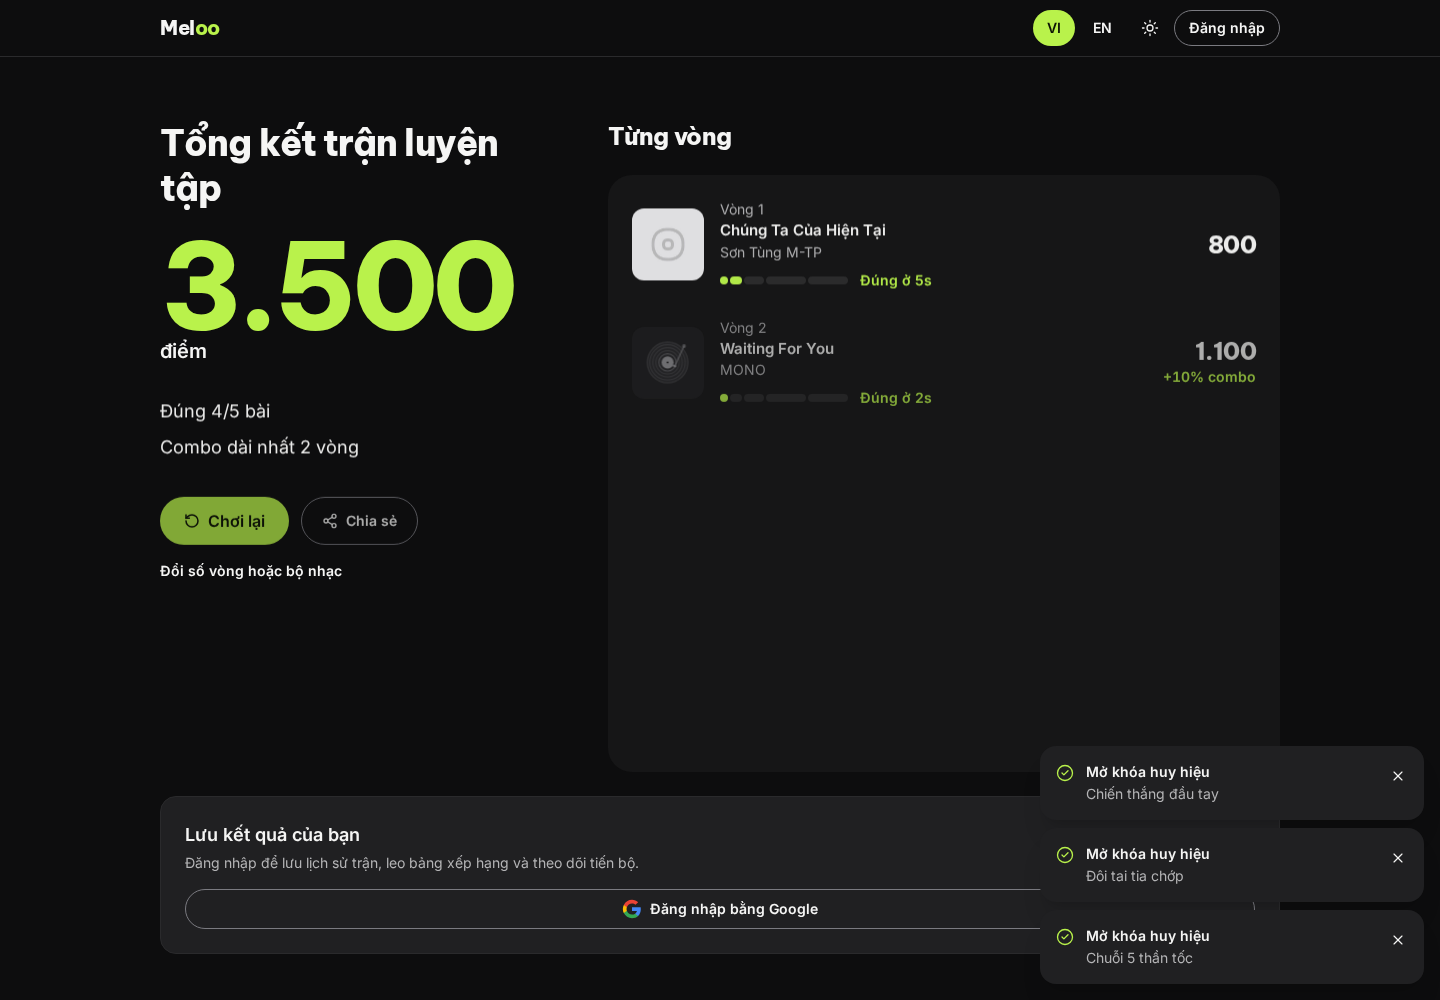 Meloo
VI
EN
Đăng nhập
Tổng kết trận luyện
tập
3.500
điểm
Đúng 4/5 bài
Combo dài nhất 2 vòng
Chơi lại
Chia sẻ
Đổi số vòng hoặc bộ nhạc
Từng vòng
Vòng 1
Chúng Ta Của Hiện Tại
Sơn Tùng M-TP
Đúng ở 5s
800
Vòng 2
Waiting For You
MONO
Đúng ở 2s
1.100
+10% combo
Lưu kết quả của bạn
Đăng nhập để lưu lịch sử trận, leo bảng xếp hạng và theo dõi tiến bộ.
Đăng nhập bằng Google
Mở khóa huy hiệu
Chiến thắng đầu tay
Mở khóa huy hiệu
Đôi tai tia chớp
Mở khóa huy hiệu
Chuỗi 5 thần tốc